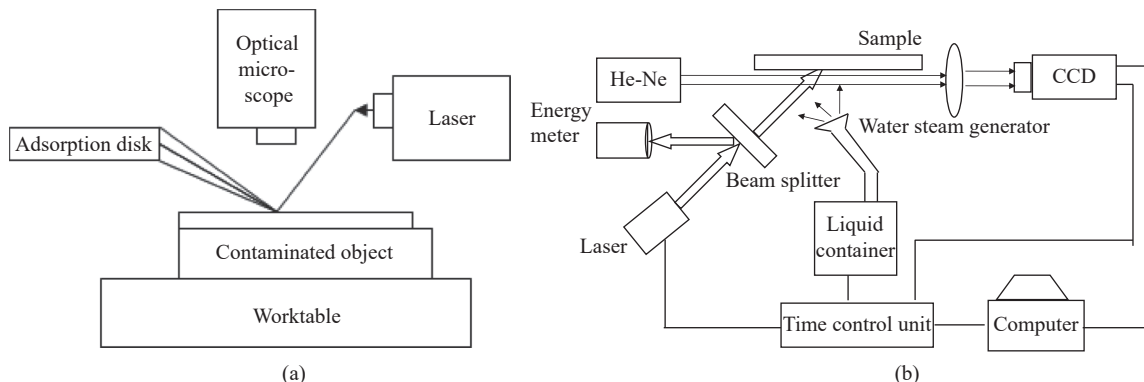 Optical
micro-
scope
Laser
Adsorption disk
Contaminated object
Worktable
(a)
Sample
He-Ne
CCD
Energy
meter
Water steam generator
Beam splitter
Laser
Liquid
container
Time control unit
Computer
(b)